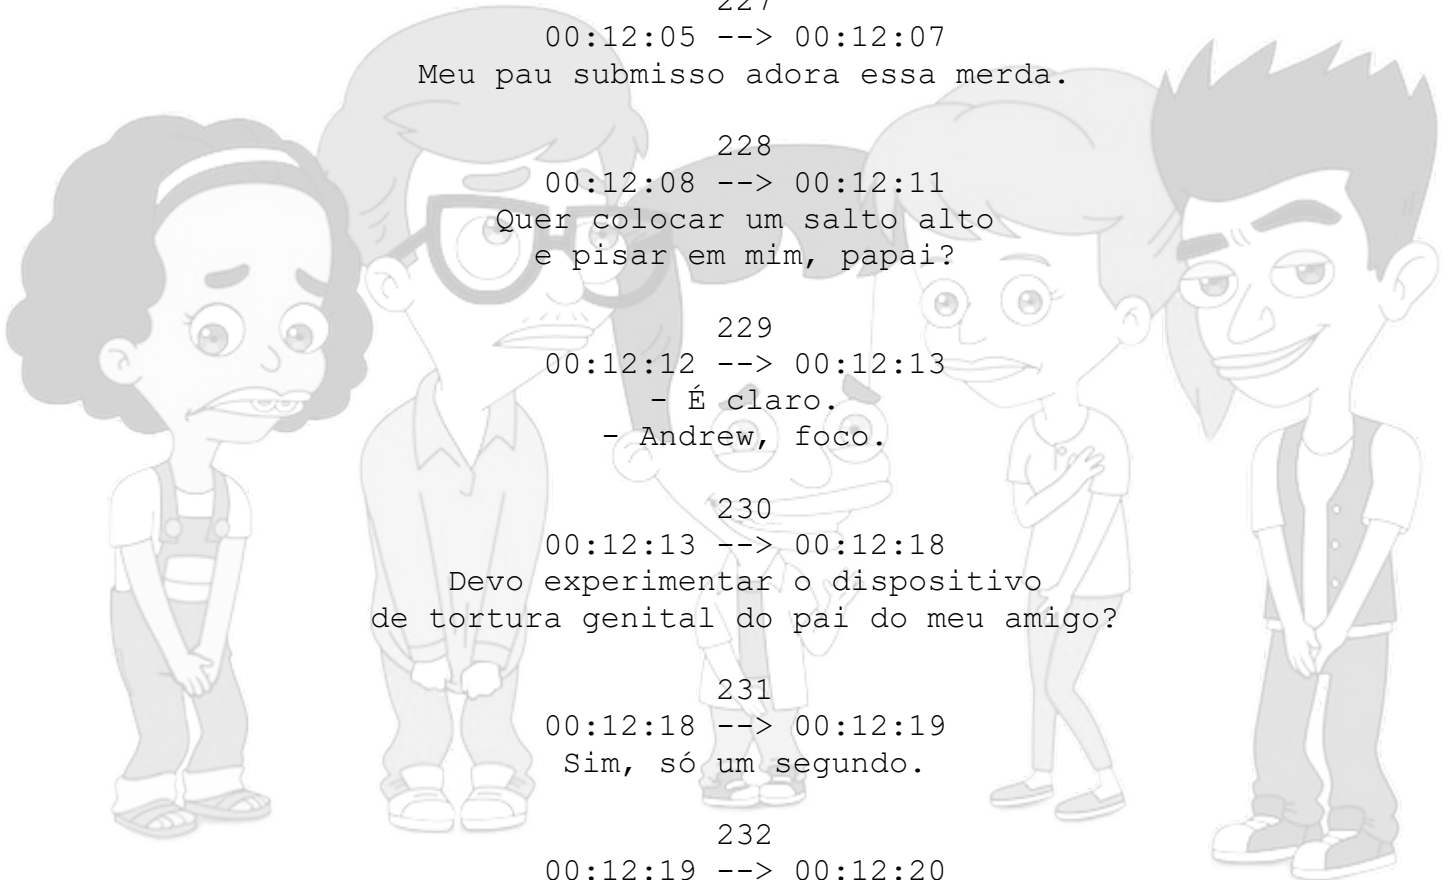 227
00:12:05 --> 00:12:07
Meu pau submisso adora essa merda.
228
00:12:08 --> 00:12:11
Quer colocar um salto alto
e pisar em mim, papai?
229
00:12:12 --> 00:12:13
- É claro.
- Andrew, foco.
230
00:12:13 --> 00:12:18
Devo experimentar o dispositivo
de tortura genital do pai do meu amigo?
231
00:12:18 --> 00:12:19
Sim, só um segundo.
232
00:12:19 --> 00:12:20